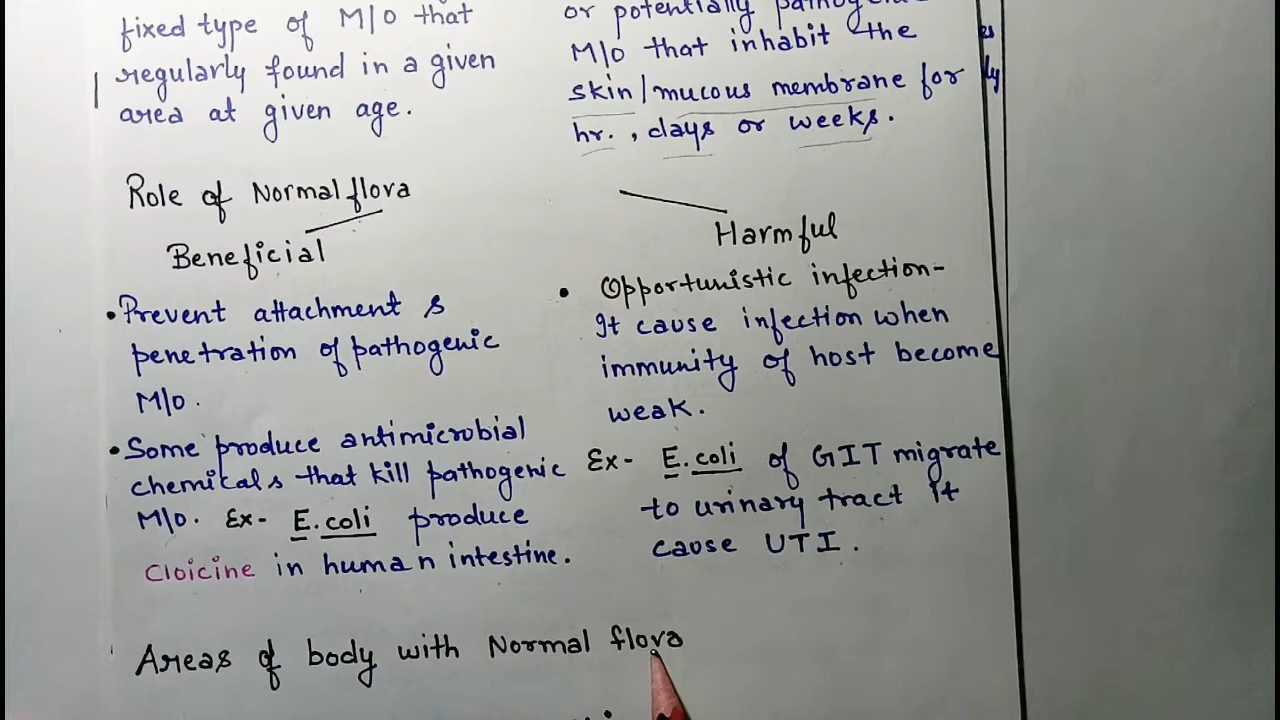 fixed type of M/O that
regularly found in a given
area at given age.
or potentially
M/O that inhabit the
skin/mucous membrane for
hr., days or weeks.
Role of Normal flora
Beneficial
• Prevent attachment &
penetration of pathogenic
M/O.
• Some produce antimicrobial
chemicals that kill pathogenic
M/O. Ex- E.coli produce
Cloicine in human intestine.
Harmful
• Opportunistic infection-
It cause infection when
immunity of host become
weak.
Ex- E.coli of GIT migrate
to urinary tract it
cause UTI.
Areas of body with Normal flora